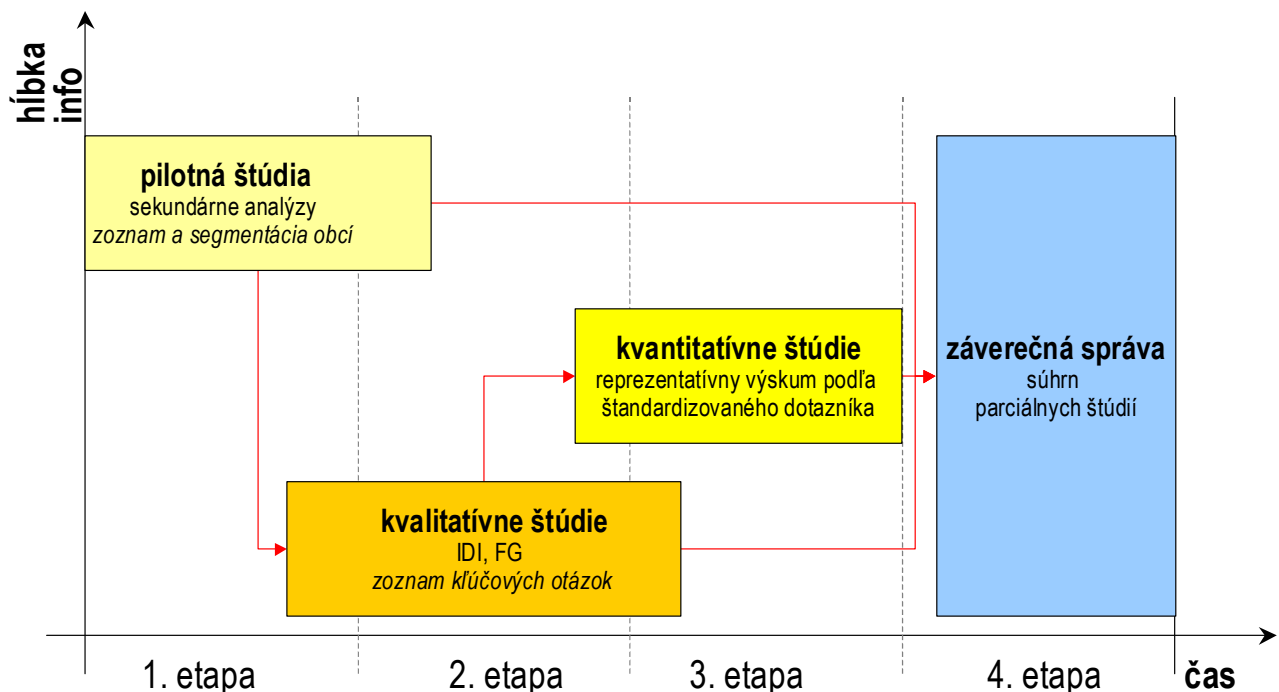 hĺbka
info
pilotná štúdia
sekundárne analýzy
zoznam a segmentácia obcí
kvantitatívne štúdie
reprezentatívny výskum podľa
štandardizovaného dotazníka
záverečná správa
súhrn
parciálnych štúdií
kvalitatívne štúdie
IDI, FG
zoznam kľúčových otázok
1. etapa
2. etapa
3. etapa
4. etapa
čas